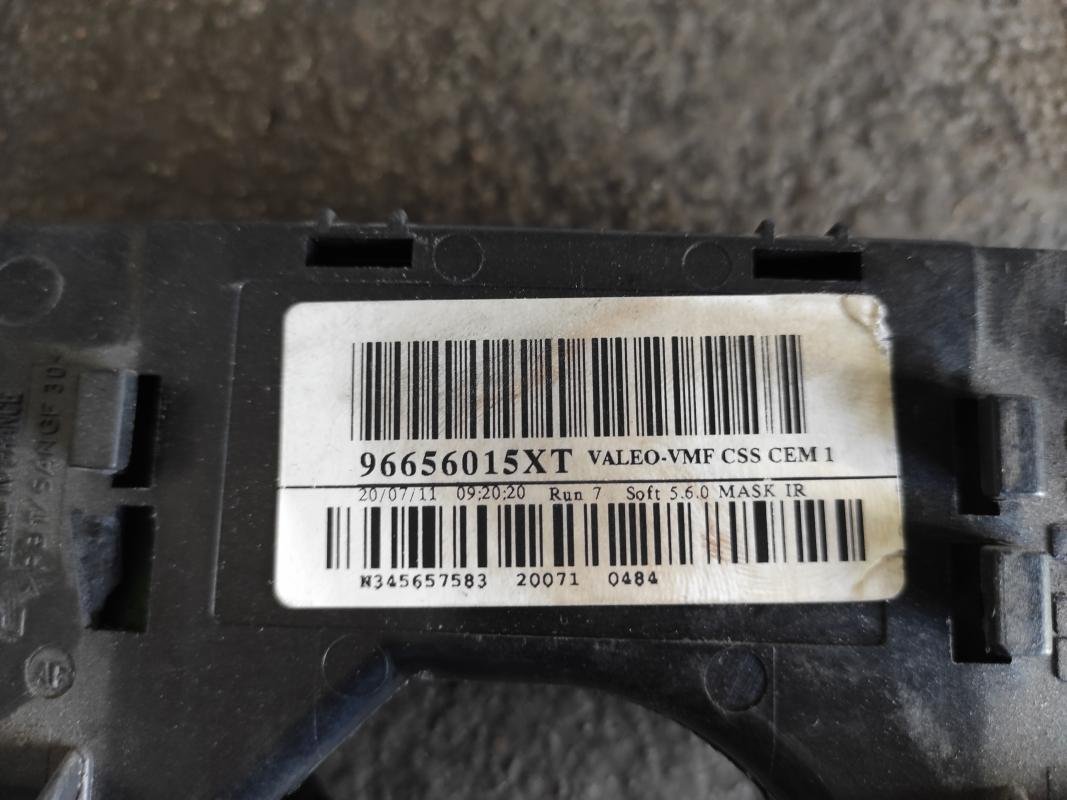 96656015XT VALEO-VMF CSS CEM 1
20/07/11 09:20:20 Run 7 Soft 5.6.0 MASK IR
N345657583 20071 0484